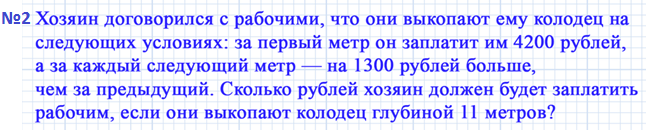 №2 Хозяин договорился с рабочими, что они выкопают ему колодец на
следующих условиях: за первый метр он заплатит им 4200 рублей,
а за каждый следующий метр — на 1300 рублей больше,
чем за предыдущий. Сколько рублей хозяин должен будет заплатить
рабочим, если они выкопают колодец глубиной 11 метров?